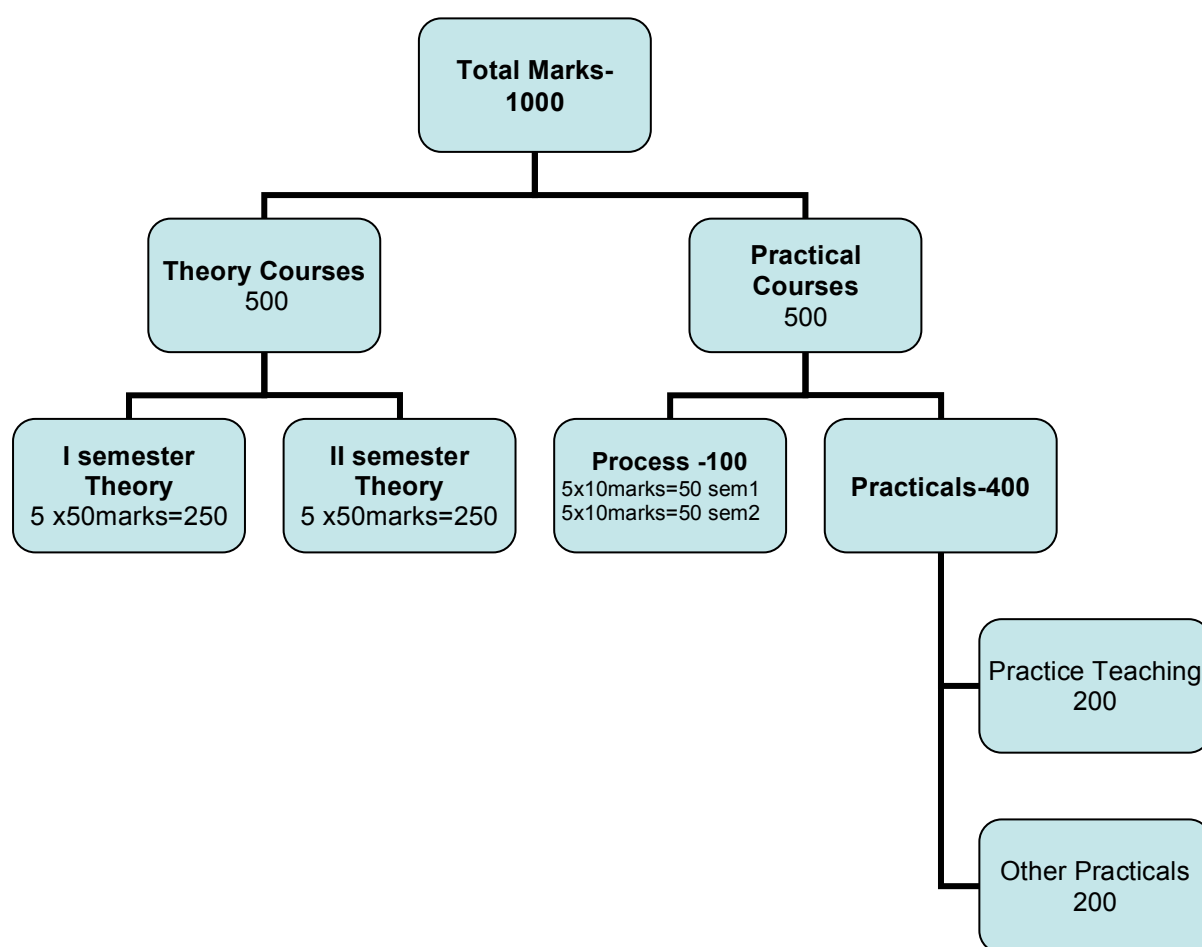 Total Marks-
1000
Theory Courses
500
Practical
Courses
500
I semester
Theory
5 x50marks=250
II semester
Theory
5 x50marks=250
Process -100
5x10marks=50 sem1
5x10marks=50 sem2
Practicals-400
Practice Teaching
200
Other Practicals
200